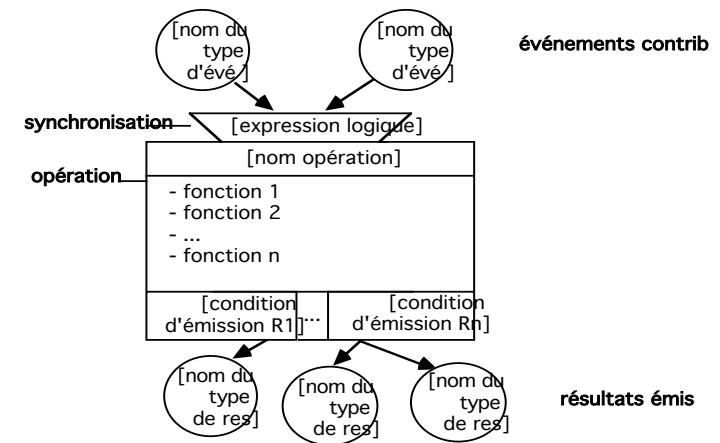 [nom du
type
d'évé.]
[nom du
type
d'évé.]
événements contrib
synchronisation
[expression logique]
[nom opération]
opération
- fonction 1
- fonction 2
- ...
- fonction n
[condition
d'émission R1]
...
[condition
d'émission Rn]
[nom du
type
de res]
[nom du
type
de res]
[nom du
type
de res]
résultats émis